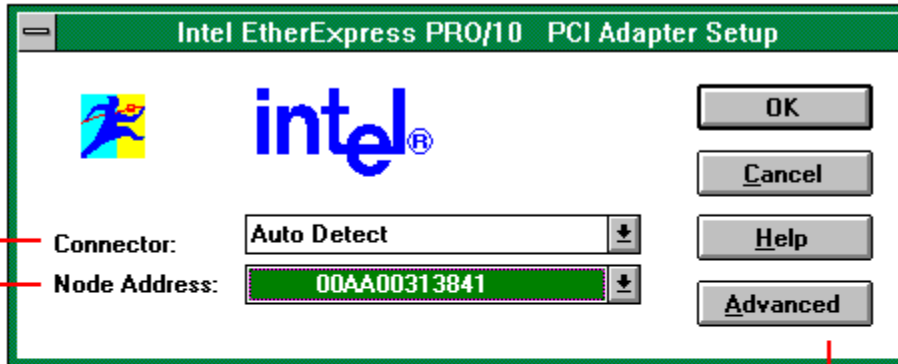 Intel EtherExpress PRO/10 PCI Adapter Setup
intel®
OK
Cancel
Connector: Auto Detect
Help
Node Address: 00AA00313841
Advanced